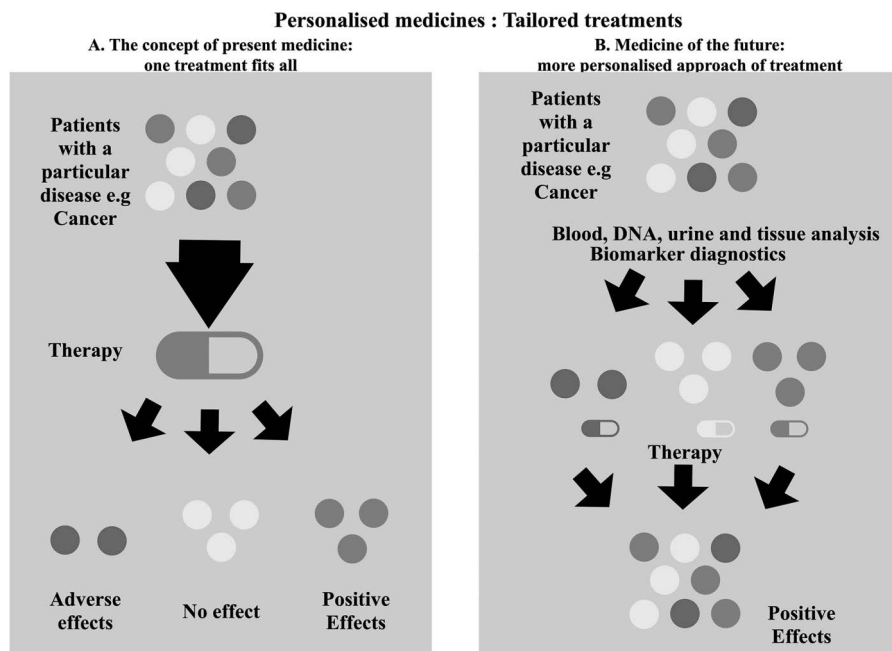 Personalised medicines : Tailored treatments
A. The concept of present medicine:
one treatment fits all
Patients
with a
particular
disease e.g
Cancer
Therapy
Adverse
effects
No effect
Positive
Effects
B. Medicine of the future:
more personalised approach of treatment
Patients
with a
particular
disease e.g
Cancer
Blood, DNA, urine and tissue analysis
Biomarker diagnostics
Therapy
Positive
Effects